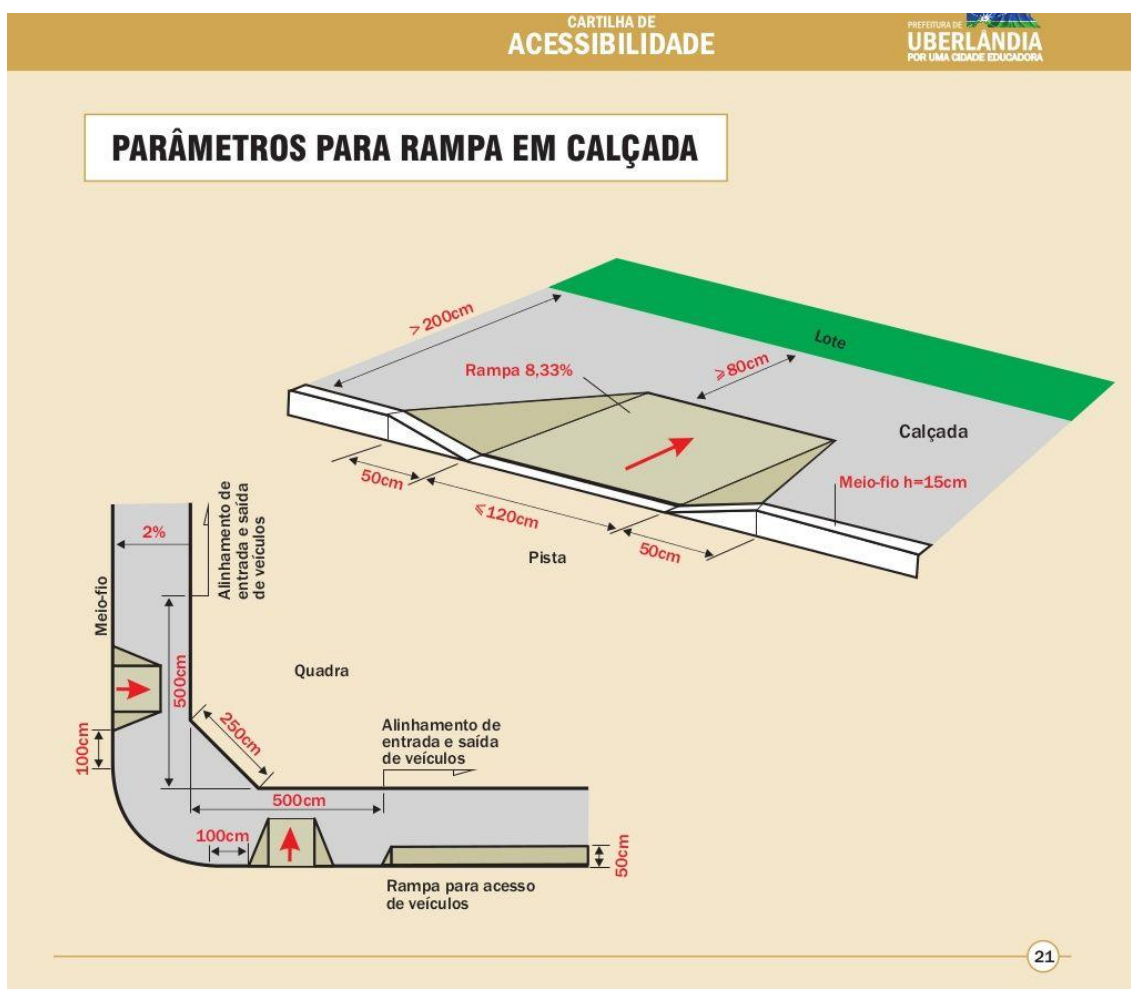 CARTILHA DE
ACESSIBILIDADE
PREFEITURA DE
UBERLÂNDIA
POR UMA CIDADE EDUCADORA
PARÂMETROS PARA RAMPA EM CALÇADA
> 200cm
Lote
Rampa 8,33%
⩾ 80cm
Calçada
Meio-fio h=15cm
50cm
⩽ 120cm
50cm
Pista
2%
Alinhamento de
entrada e saída
de veículos
Meio-fio
500cm
Quadra
250cm
100cm
Alinhamento de
entrada e saída
de veículos
500cm
100cm
50cm
Rampa para acesso
de veículos
21